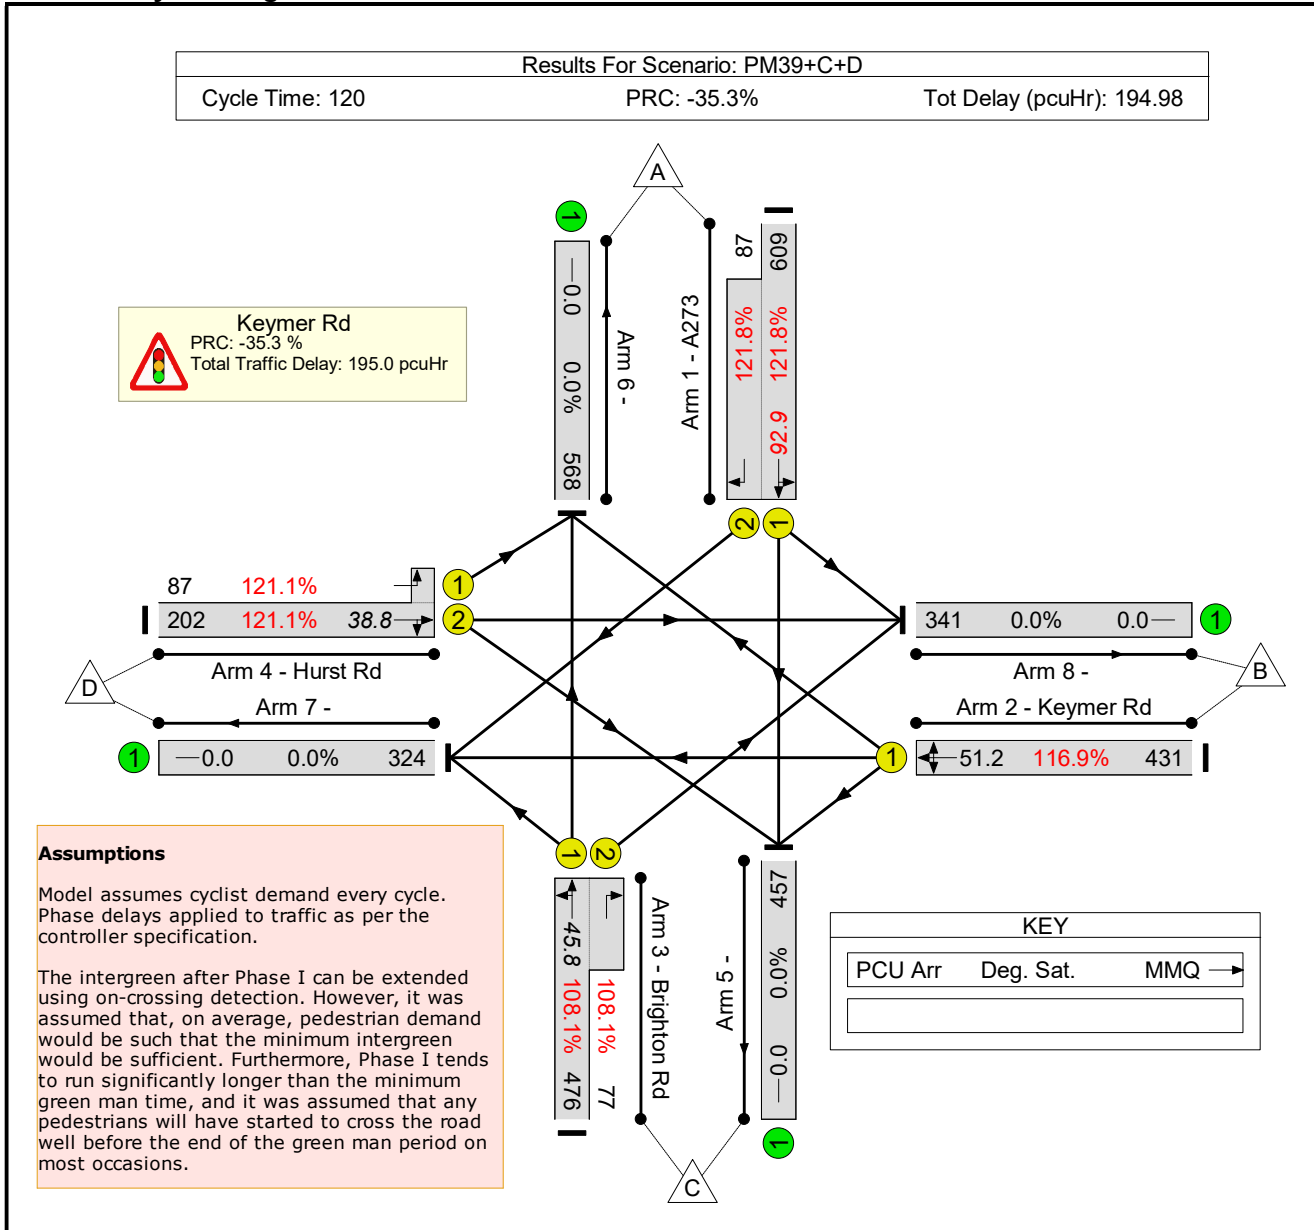 Results For Scenario: PM39+C+D
Cycle Time: 120 PRC: -35.3% Tot Delay (pcuHr): 194.98
A
1
0.0 0.0% 568
Arm 6 -
Arm 1 - A273
87 121.8%
609 121.8% 92.9
2 1
Keymer Rd
PRC: -35.3 %
Total Traffic Delay: 195.0 pcuHr
87 121.1%
1
202 121.1% 38.8
2
Arm 4 - Hurst Rd
D
Arm 7 -
1
0.0 0.0% 324
341 0.0% 0.0
1
Arm 8 -
B
Arm 2 - Keymer Rd
1
51.2 116.9% 431
1 2
45.8 108.1% 476
108.1% 77
Arm 3 - Brighton Rd
Arm 5 -
457 0.0% 0.0
1
C
Assumptions
Model assumes cyclist demand every cycle.
Phase delays applied to traffic as per the
controller specification.
The intergreen after Phase I can be extended
using on-crossing detection. However, it was
assumed that, on average, pedestrian demand
would be such that the minimum intergreen
would be sufficient. Furthermore, Phase I tends
to run significantly longer than the minimum
green man time, and it was assumed that any
pedestrians will have started to cross the road
well before the end of the green man period on
most occasions.
KEY
PCU Arr Deg. Sat. MMQ